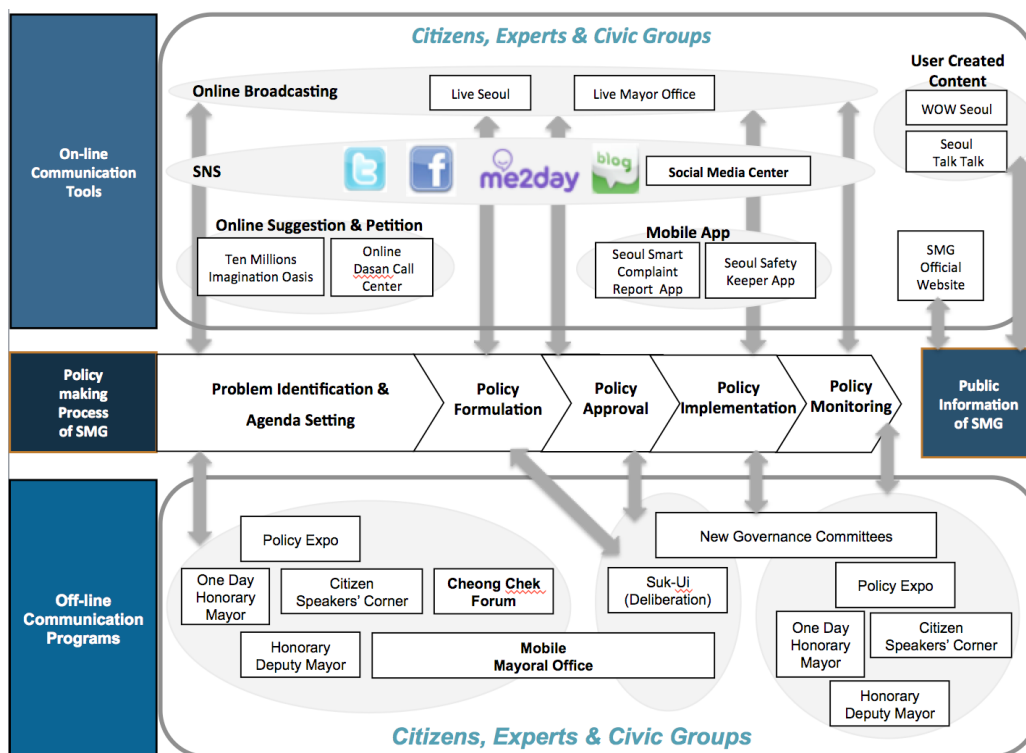 Citizens, Experts & Civic Groups
On-line
Communication
Tools
Online Broadcasting
Live Seoul
Live Mayor Office
User Created
Content
WOW Seoul
Seoul
Talk Talk
SNS
me2day
blog
Social Media Center
Online Suggestion & Petition
Ten Millions
Imagination Oasis
Online
Dasan Call
Center
Mobile App
Seoul Smart
Complaint
Report App
Seoul Safety
Keeper App
SMG
Official
Website
Policy
making
Process
of SMG
Problem Identification &
Agenda Setting
Policy
Formulation
Policy
Approval
Policy
Implementation
Policy
Monitoring
Public
Information
of SMG
Off-line
Communication
Programs
Policy Expo
One Day
Honorary
Mayor
Citizen
Speakers' Corner
Cheong Chek
Forum
Honorary
Deputy Mayor
Mobile
Mayoral Office
New Governance Committees
Suk-Ui
(Deliberation)
Policy Expo
One Day
Honorary
Mayor
Citizen
Speakers' Corner
Honorary
Deputy Mayor
Citizens, Experts & Civic Groups